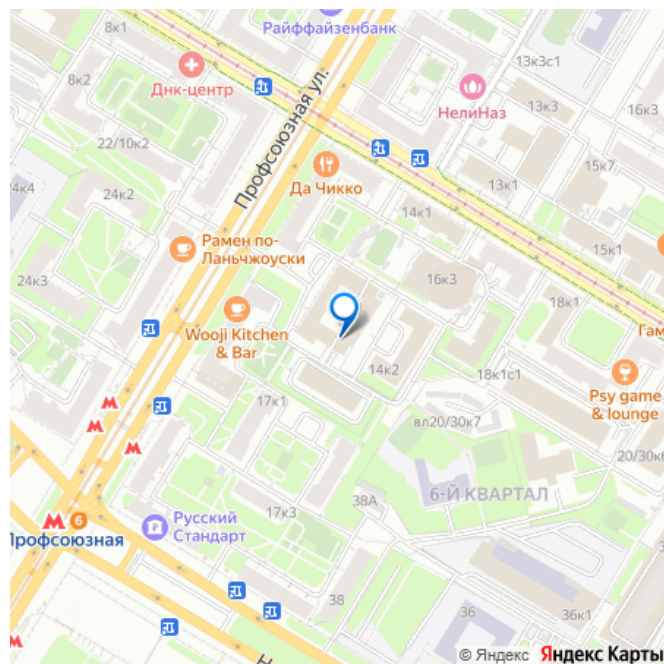 8к1
Райффайзенбанк
13к3с1
8к2
Днк-центр
НелиНаз
13к3
16к3
22/10к2
Профсоюзная ул.
15к7
24к4
24к2
Да Чикко
13к1
14к1
15к1
Рамен по-
Ланьчжоуски
24к3
16к3
18к1
Wooji Kitchen
& Bar
Гам
14к2
18к1с1
Psy game
& lounge
17к1
вл20/30к7
20/30к6
38А
6-Й КВАРТАЛ
17к3
Русский
Стандарт
М 6
Профсоюзная
38
36
36к1
Н
© Яндекс Яндекс Карты